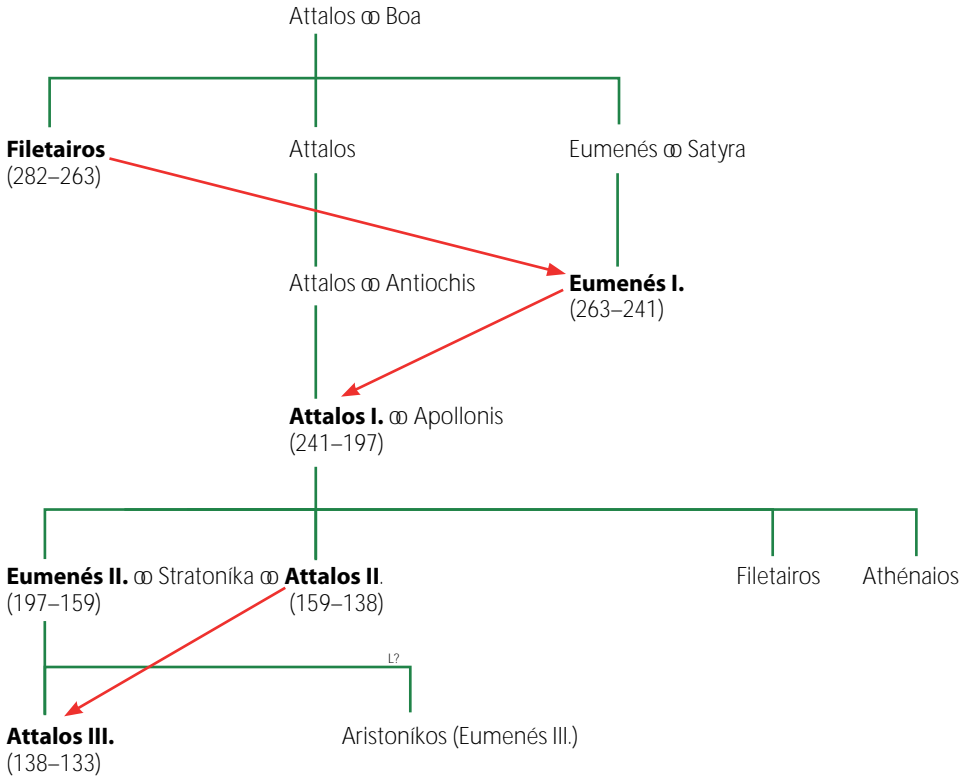 Attalos ꝏ Boa
Filetairos
(282–263)
Attalos
Eumenés ꝏ Satyra
Attalos ꝏ Antiochis
Eumenés I.
(263–241)
Attalos I. ꝏ Apollonis
(241–197)
Eumenés II. ꝏ Stratoníka ꝏ Attalos II.
(197–159)
(159–138)
Filetairos
Athénaios
L?
Attalos III.
(138–133)
Aristoníkos (Eumenés III.)